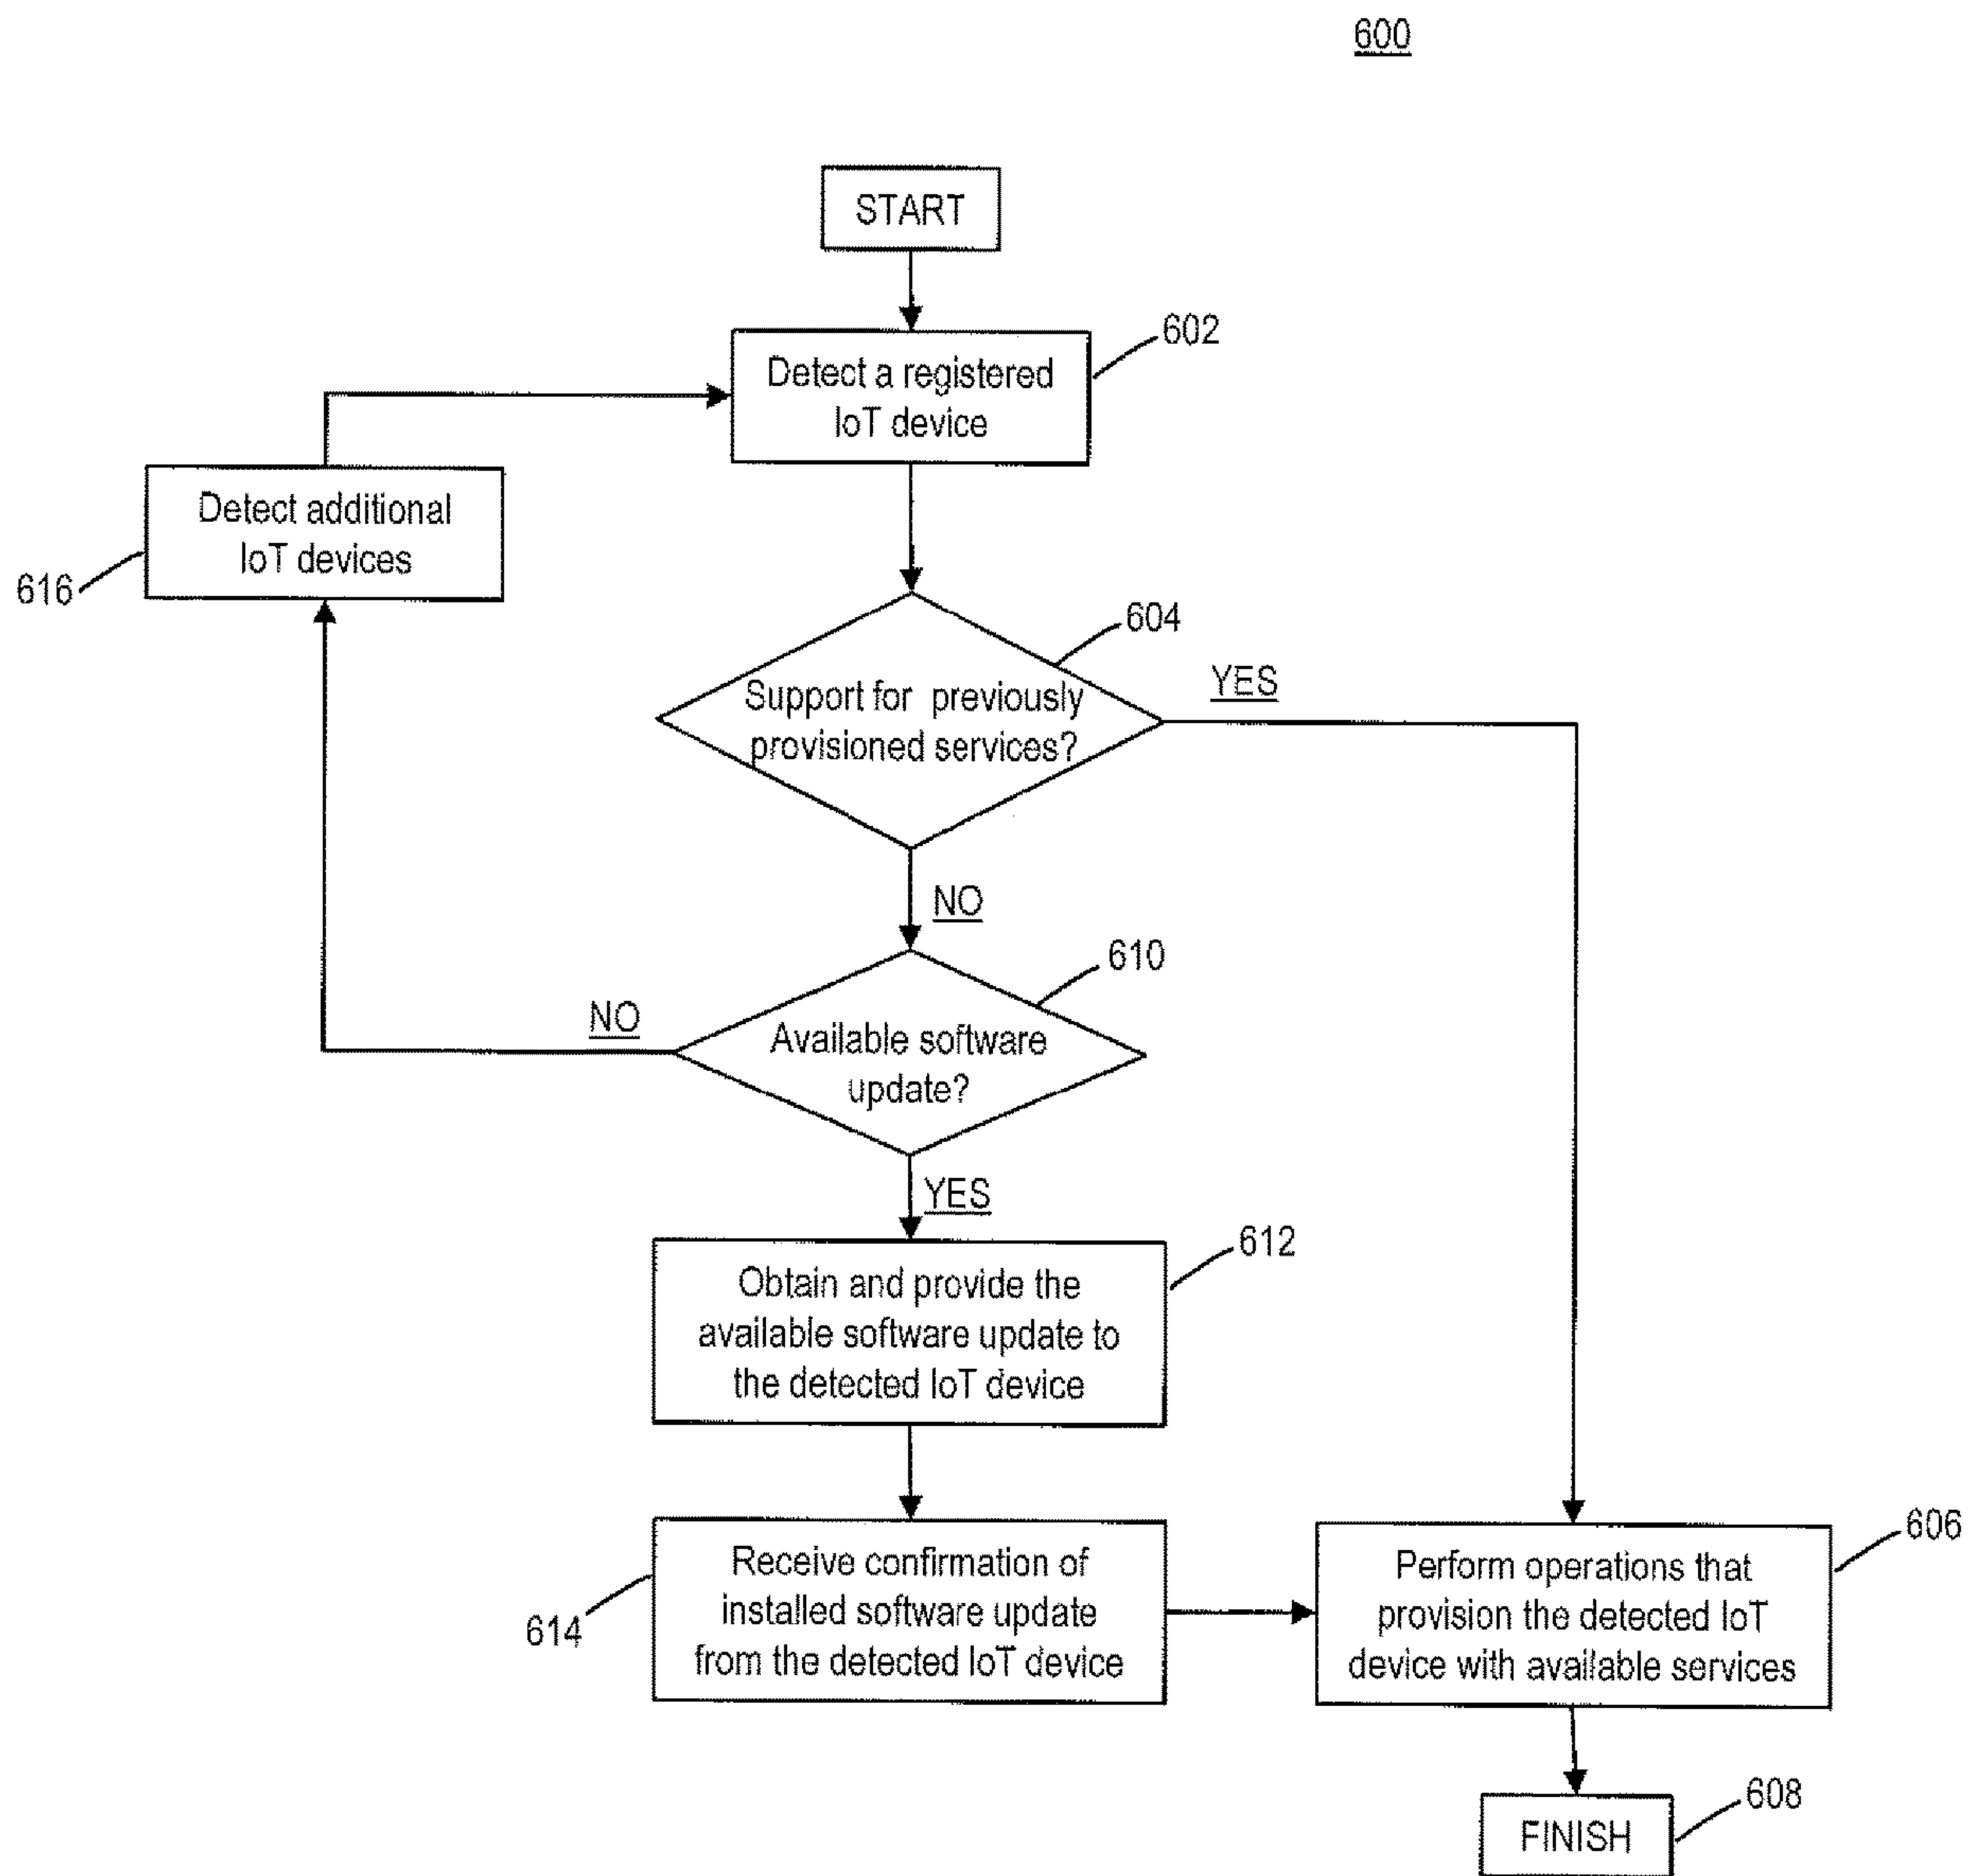 600
START
602
Detect a registered
IoT device
Detect additional
IoT devices
616
604
Support for previously
provisioned services?
YES
NO
610
NO
Available software
update?
YES
612
Obtain and provide the
available software update to
the detected IoT device
Receive confirmation of
installed software update
from the detected IoT device
614
606
Perform operations that
provision the detected IoT
device with available services
608
FINISH